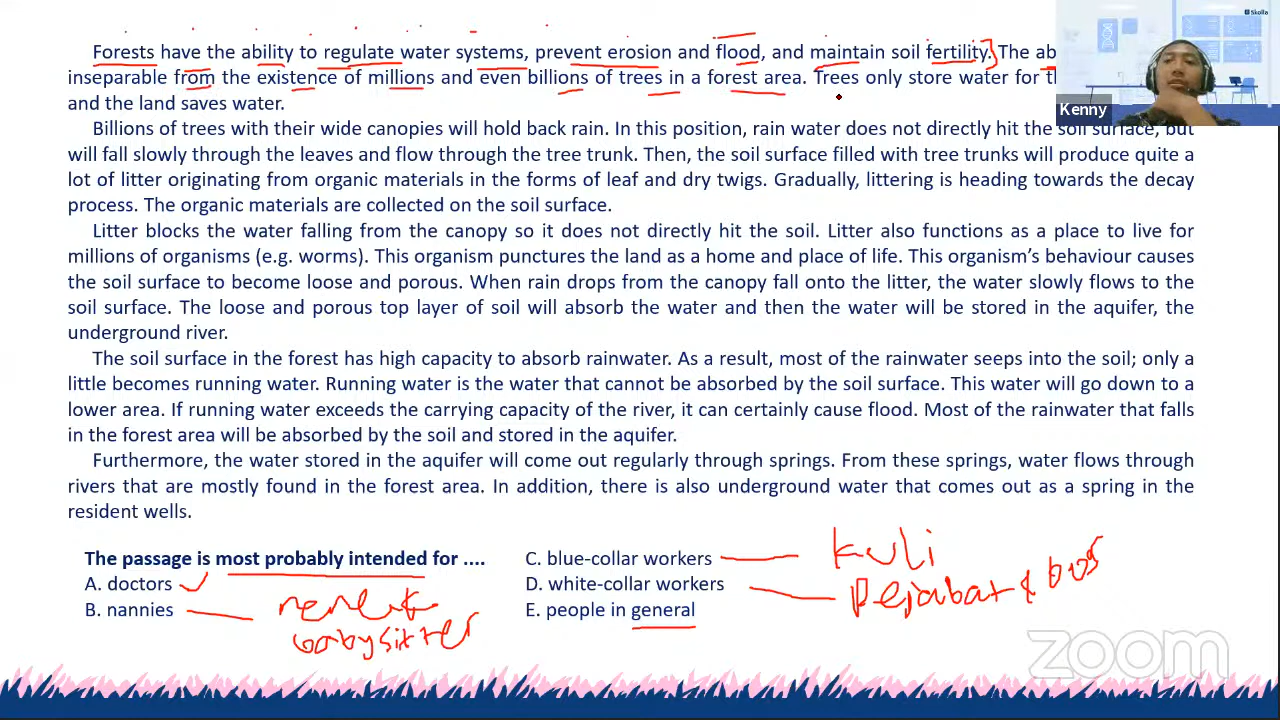 Skolla
Forests have the ability to regulate water systems, prevent erosion and flood, and maintain soil fertility. The
inseparable from the existence of millions and even billions of trees in a forest area. Trees only store water for
and the land saves water.
Kenny
Billions of trees with their wide canopies will hold back rain. In this position, rain water does not directly hit the soil surface, but
will fall slowly through the leaves and flow through the tree trunk. Then, the soil surface filled with tree trunks will produce quite a
lot of litter originating from organic materials in the forms of leaf and dry twigs. Gradually, littering is heading towards the decay
process. The organic materials are collected on the soil surface.
Litter blocks the water falling from the canopy so it does not directly hit the soil. Litter also functions as a place to live for
millions of organisms (e.g. worms). This organism punctures the land as a home and place of life. This organism's behaviour causes
the soil surface to become loose and porous. When rain drops from the canopy fall onto the litter, the water slowly flows to the
soil surface. The loose and porous top layer of soil will absorb the water and then the water will be stored in the aquifer, the
underground river.
The soil surface in the forest has high capacity to absorb rainwater. As a result, most of the rainwater seeps into the soil; only a
little becomes running water. Running water is the water that cannot be absorbed by the soil surface. This water will go down to a
lower area. If running water exceeds the carrying capacity of the river, it can certainly cause flood. Most of the rainwater that falls
in the forest area will be absorbed by the soil and stored in the aquifer.
Furthermore, the water stored in the aquifer will come out regularly through springs. From these springs, water flows through
rivers that are mostly found in the forest area. In addition, there is also underground water that comes out as a spring in the
resident wells.
The passage is most probably intended for ....
A. doctors
B. nannies
babysitter
C. blue-collar workers
kuli
D. white-collar workers
pejabat & bos
E. people in general
zoom